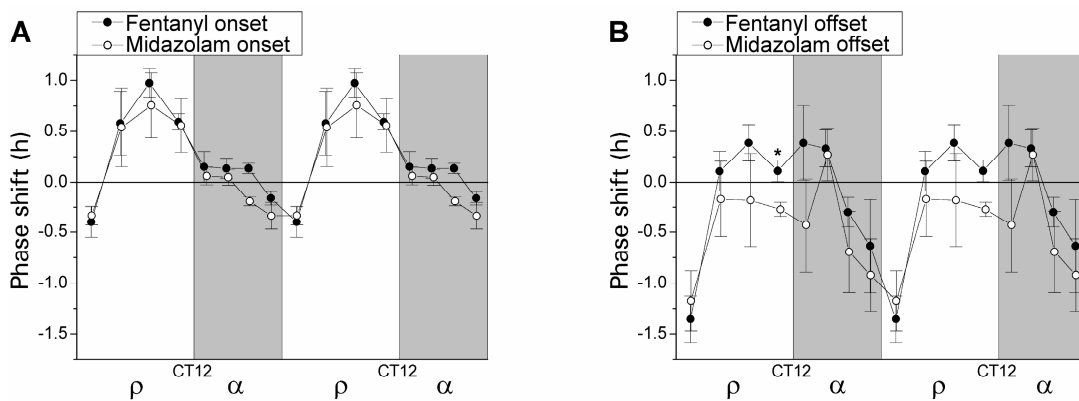 A
Fentanyl onset
Midazolam onset
Phase shift (h)
1.0
0.5
0.0
-0.5
-1.0
-1.5
CT12
CT12
ρ
α
ρ
α
B
Fentanyl offset
Midazolam offset
Phase shift (h)
1.0
0.5
0.0
-0.5
-1.0
-1.5
*
CT12
CT12
ρ
α
ρ
α